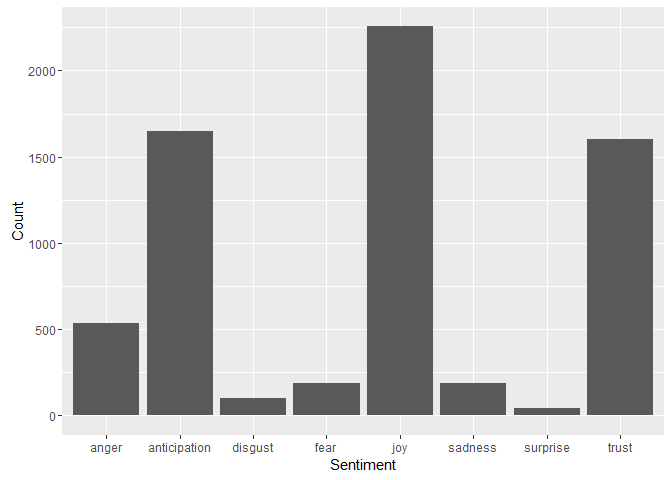 2000
1500
1000
500
0
Count
anger anticipation disgust fear joy sadness surprise trust
Sentiment